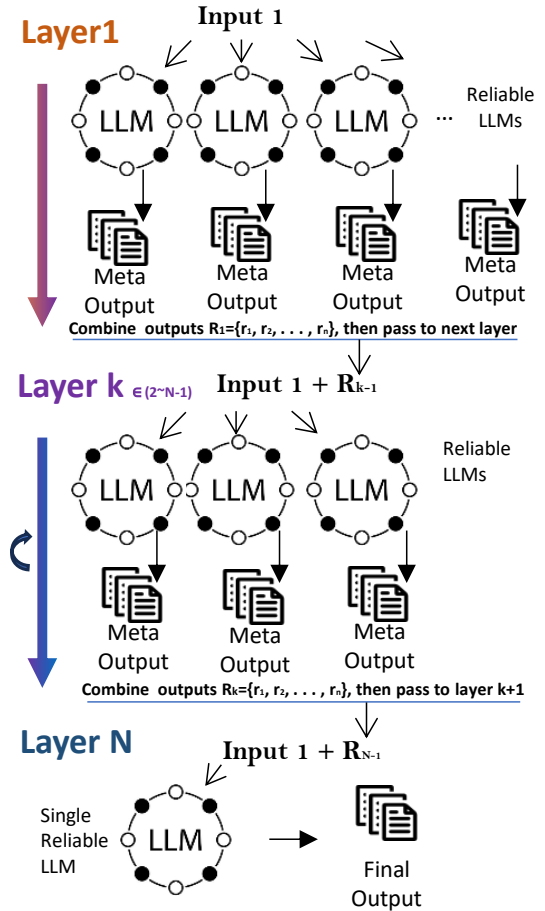 Layer1
Input 1
LLM
LLM
LLM
...
Reliable
LLMs
Meta
Output
Meta
Output
Meta
Output
Meta
Output
Combine outputs R₁={r₁, r₂, . . . , rₙ}, then pass to next layer
Layer k ∈(2~N-1)
Input 1 + Rₖ₋₁
LLM
LLM
LLM
Reliable
LLMs
Meta
Output
Meta
Output
Meta
Output
Combine outputs Rₖ={r₁, r₂, . . . , rₙ}, then pass to layer k+1
Layer N
Input 1 + R_N-1
Single
Reliable
LLM
LLM
Final
Output